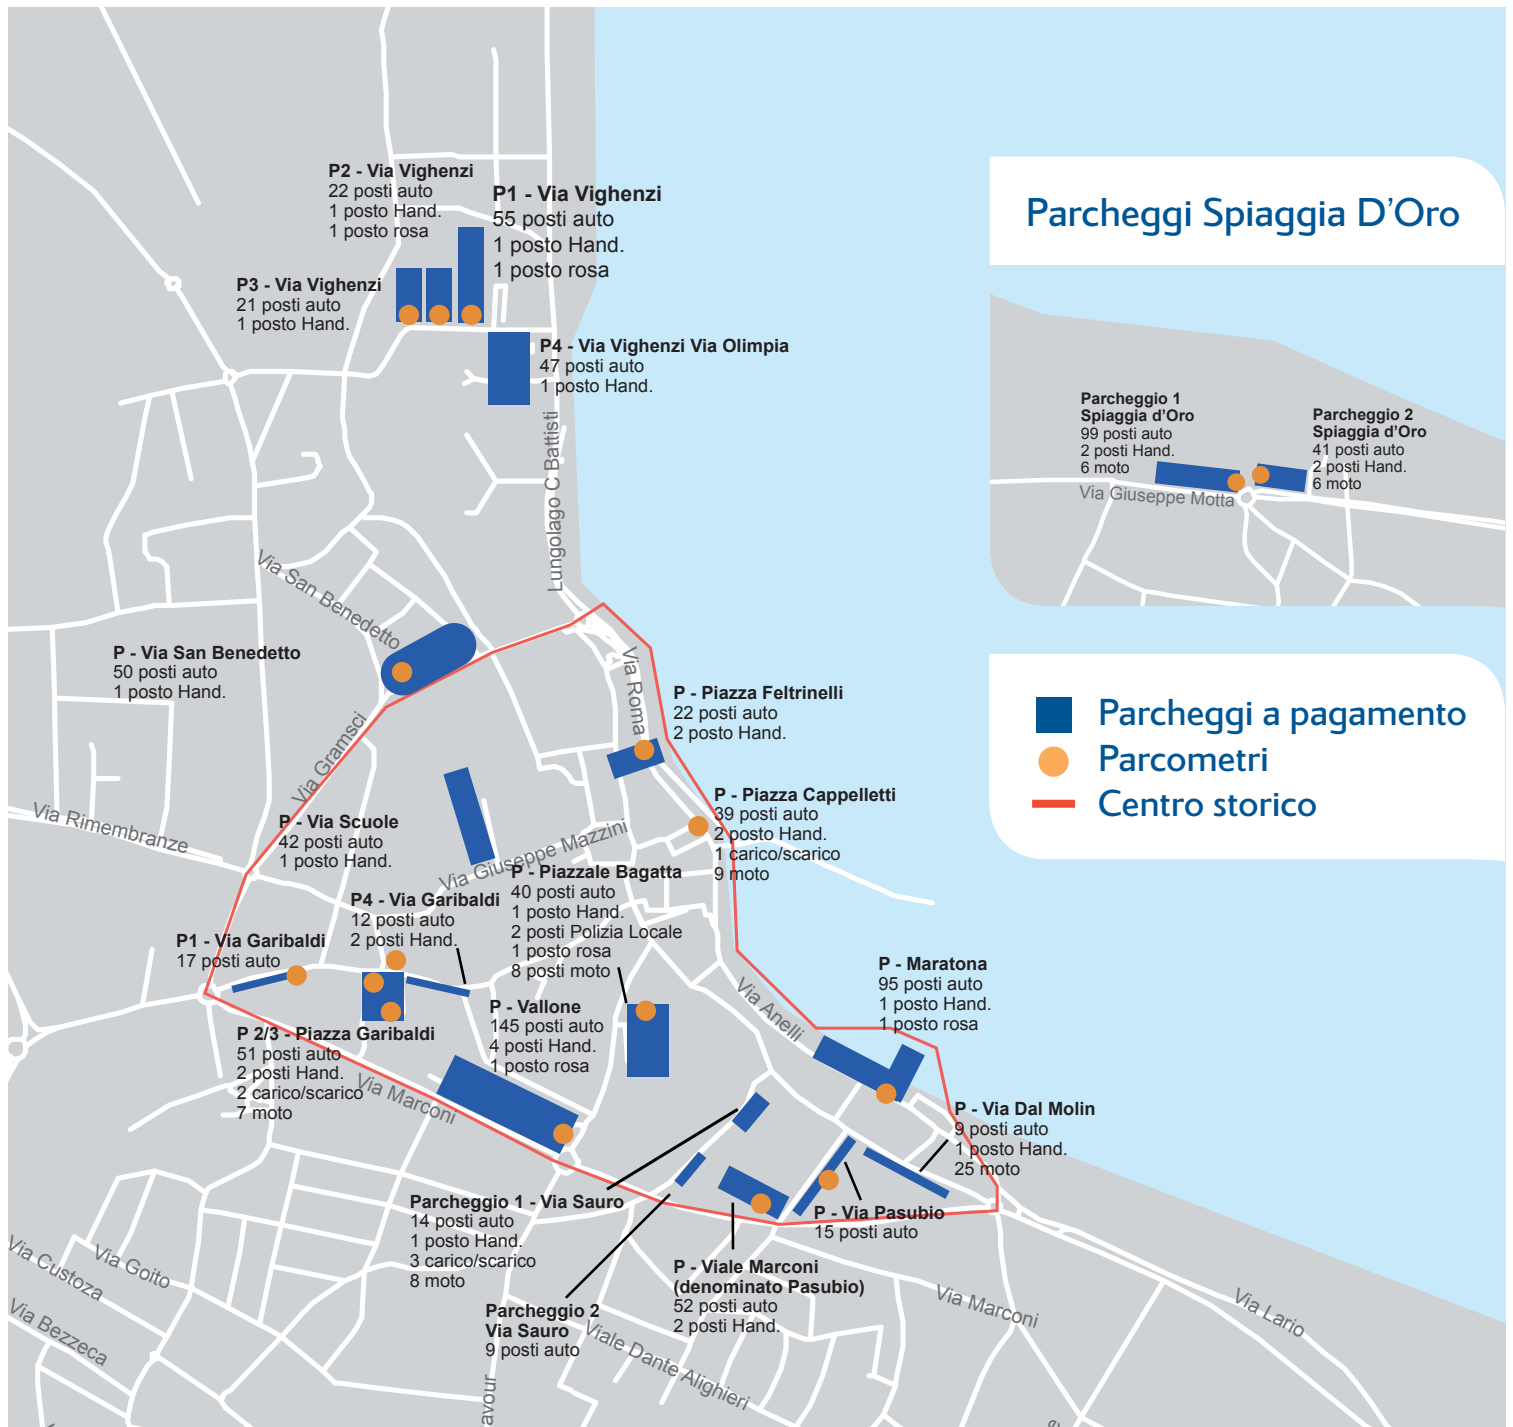 P2 - Via Vighenzi
22 posti auto
1 posto Hand.
1 posto rosa
P1 - Via Vighenzi
55 posti auto
1 posto Hand.
1 posto rosa
P3 - Via Vighenzi
21 posti auto
1 posto Hand.
P4 - Via Vighenzi Via Olimpia
47 posti auto
1 posto Hand.
Parcheggi Spiaggia D'Oro
Parcheggio 1
Spiaggia d'Oro
99 posti auto
2 posti Hand.
6 moto
Parcheggio 2
Spiaggia d'Oro
41 posti auto
2 posti Hand.
6 moto
Via Giuseppe Motta
Lungolago C Battisti
Via San Benedetto
P - Via San Benedetto
50 posti auto
1 posto Hand.
Via Roma
P - Piazza Feltrinelli
22 posti auto
2 posto Hand.
Parcheggi a pagamento
Parcometri
Centro storico
Via Gramsci
Via Rimembranze
P - Via Scuole
42 posti auto
1 posto Hand.
Via Giuseppe Mazzini
P - Piazza Cappelletti
39 posti auto
2 posto Hand.
1 carico/scarico
9 moto
P - Piazzale Bagatta
40 posti auto
1 posto Hand.
2 posti Polizia Locale
1 posto rosa
8 posti moto
P4 - Via Garibaldi
12 posti auto
2 posti Hand.
P1 - Via Garibaldi
17 posti auto
P - Vallone
145 posti auto
4 posti Hand.
1 posto rosa
P 2/3 - Piazza Garibaldi
51 posti auto
2 posti Hand.
2 carico/scarico
7 moto
Via Marconi
Via Anelli
P - Maratona
95 posti auto
1 posto Hand.
1 posto rosa
P - Via Dal Molin
9 posti auto
1 posto Hand.
25 moto
Parcheggio 1 - Via Sauro
14 posti auto
1 posto Hand.
3 carico/scarico
8 moto
P - Via Pasubio
15 posti auto
P - Viale Marconi
(denominato Pasubio)
52 posti auto
2 posti Hand.
Parcheggio 2
Via Sauro
9 posti auto
Via Goito
Via Custoza
Via Bezzeca
Viale Dante Alighieri
Via Marconi
Via Lario
avour